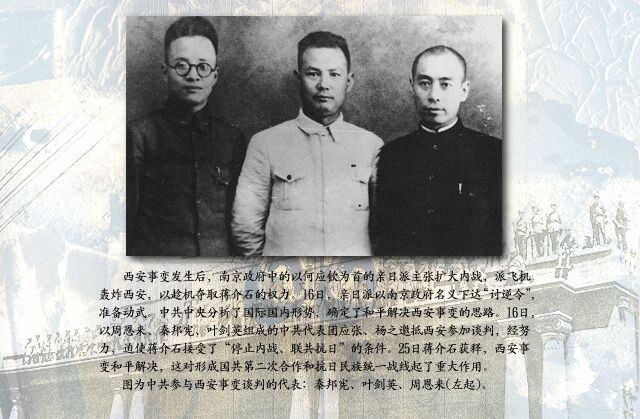 西安事变发生后，南京政府中的以何应钦为首的亲日派主张扩大内战，派飞机
轰炸西安，以趁机夺取蒋介石的权力。16日，亲日派以南京政府名义下达“讨逆令”，
准备动武。中共中央分析了国际国内形势，确定了和平解决西安事变的思路。16日，
以周恩来、秦邦宪、叶剑英组成的中共代表团应张、杨之邀抵西安参加谈判，经努
力，迫使蒋介石接受了“停止内战、联共抗日”的条件。25日蒋介石获释，西安事
变和平解决，这对形成国共第二次合作和抗日民族统一战线起了重大作用。
图为中共参与西安事变谈判的代表：秦邦宪、叶剑英、周恩来(左起)。